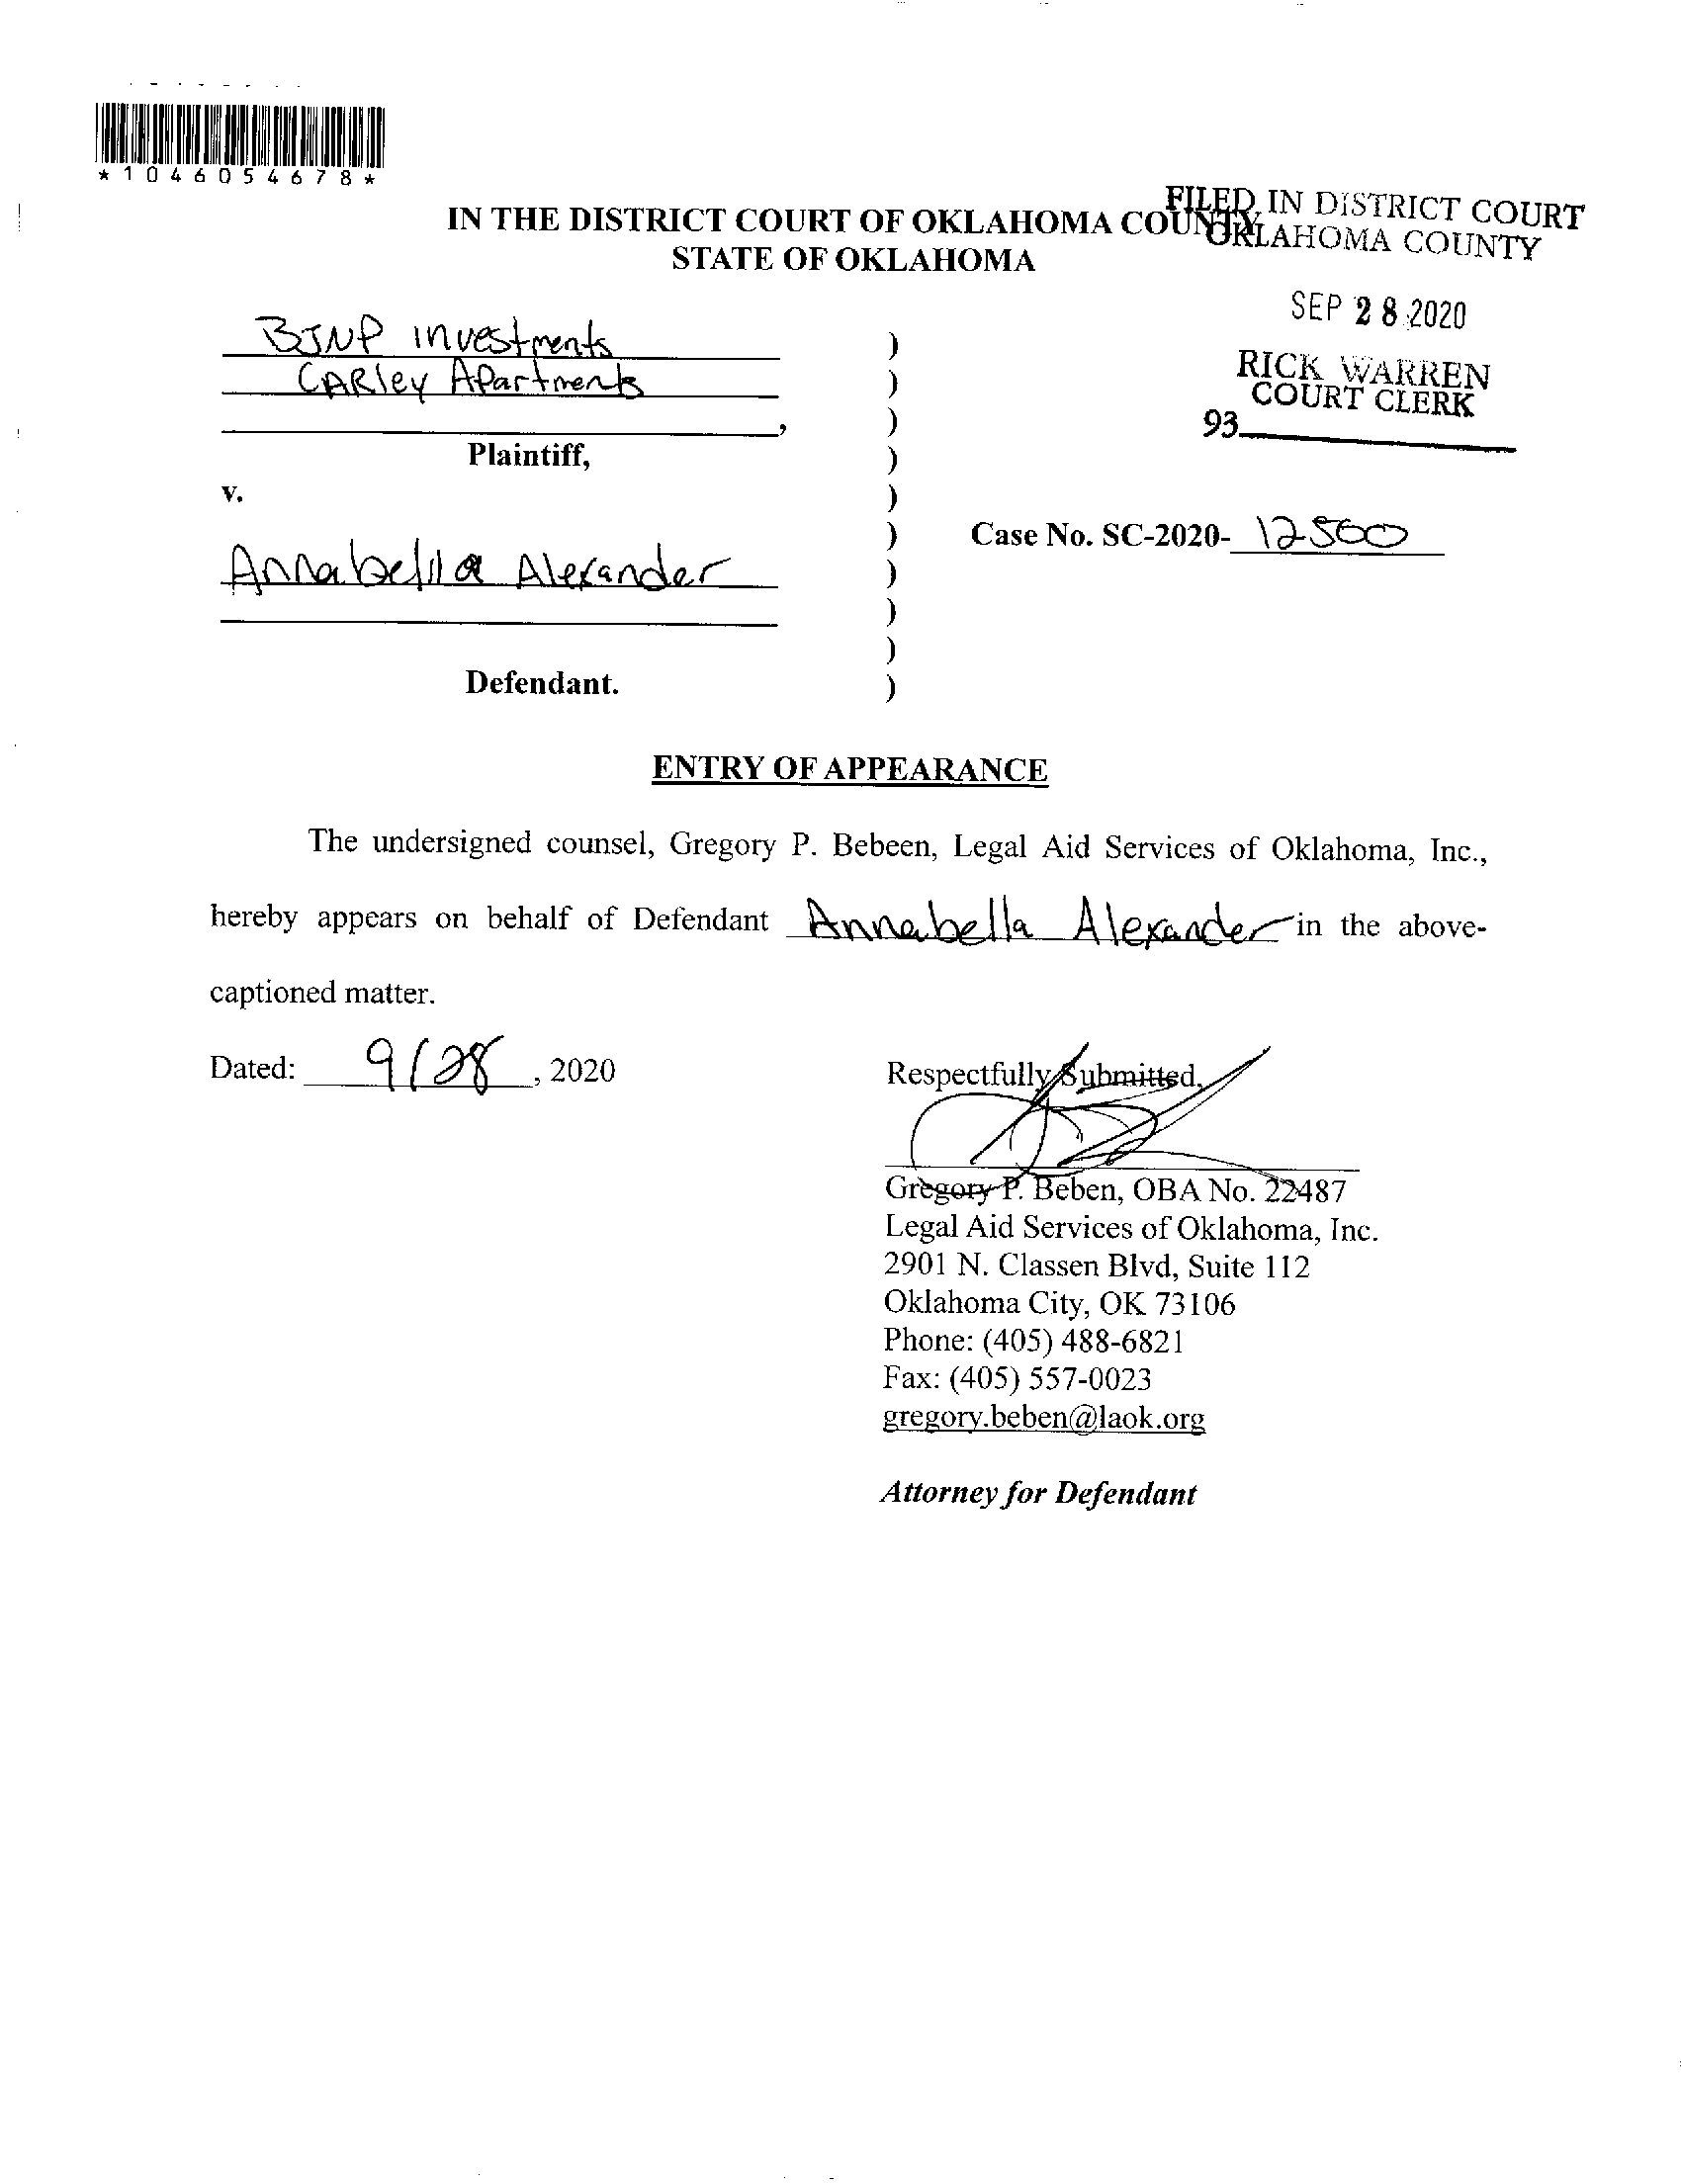 *1046054678*
IN THE DISTRICT COURT OF OKLAHOMA COUNTY
STATE OF OKLAHOMA
FILED IN DISTRICT COURT
OKLAHOMA COUNTY
SEP 28 2020
RICK WARREN
COURT CLERK
93
BJNP investments
CARley Apartments
,
Plaintiff,
v.
Annabella Alexander
Defendant.
)
)
)
)
)
)
)
)
)
)
Case No. SC-2020- 12500
ENTRY OF APPEARANCE
The undersigned counsel, Gregory P. Bebeen, Legal Aid Services of Oklahoma, Inc.,
hereby appears on behalf of Defendant Annabella Alexander in the above-
captioned matter.
Dated: 9/28, 2020
Respectfully Submitted,
Gregory P. Beben, OBA No. 22487
Legal Aid Services of Oklahoma, Inc.
2901 N. Classen Blvd, Suite 112
Oklahoma City, OK 73106
Phone: (405) 488-6821
Fax: (405) 557-0023
gregory.beben@laok.org
Attorney for Defendant